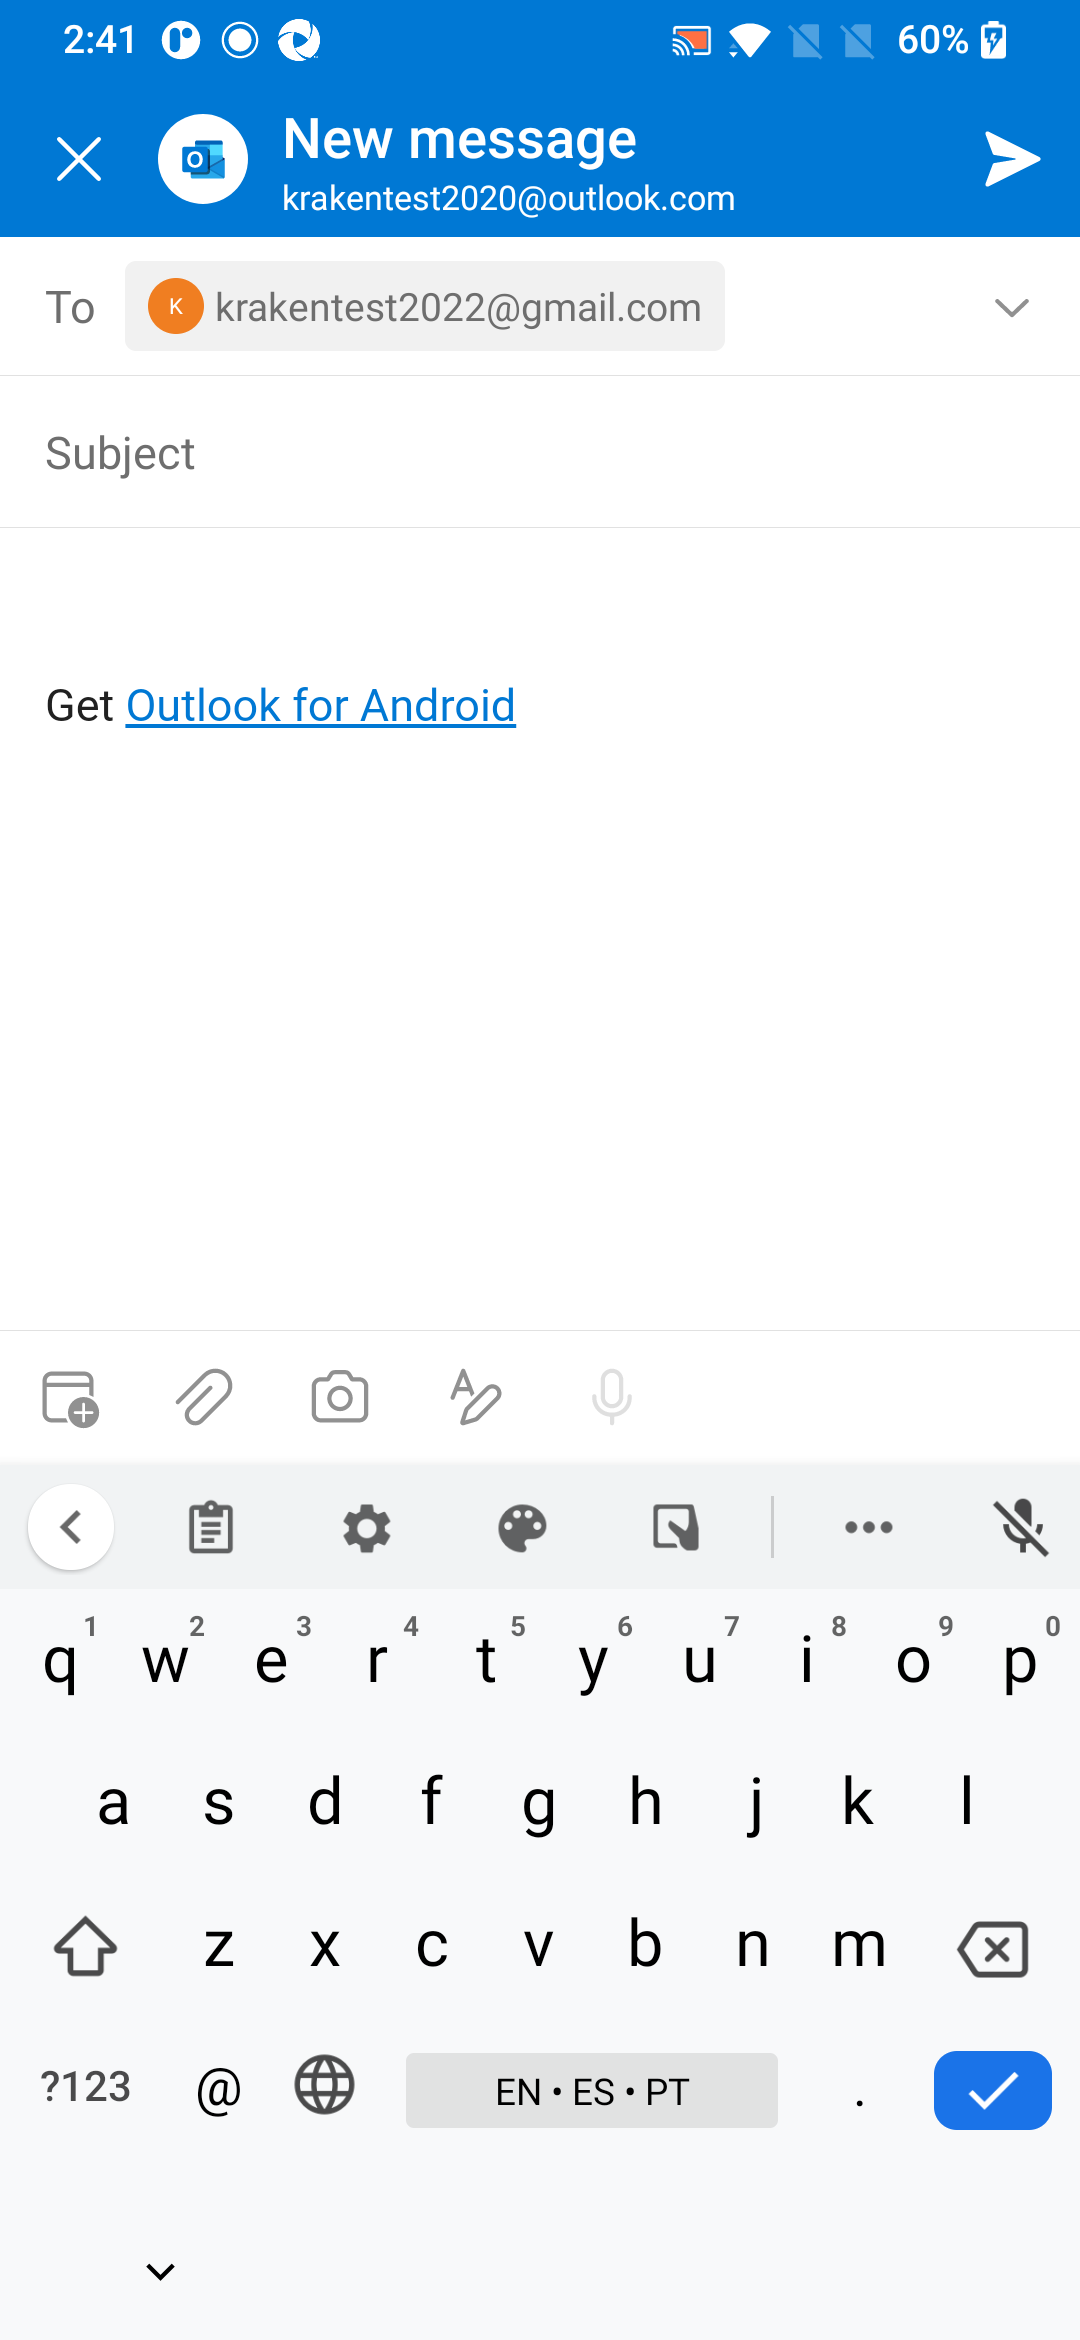 2:41 60%
New message
krakentest2020@outlook.com
To K krakentest2022@gmail.com
Subject
Get Outlook for Android
1 2 3 4 5 6 7 8 9 0
q w e r t y u i o p
a s d f g h j k l
z x c v b n m
?123 @ EN • ES • PT .